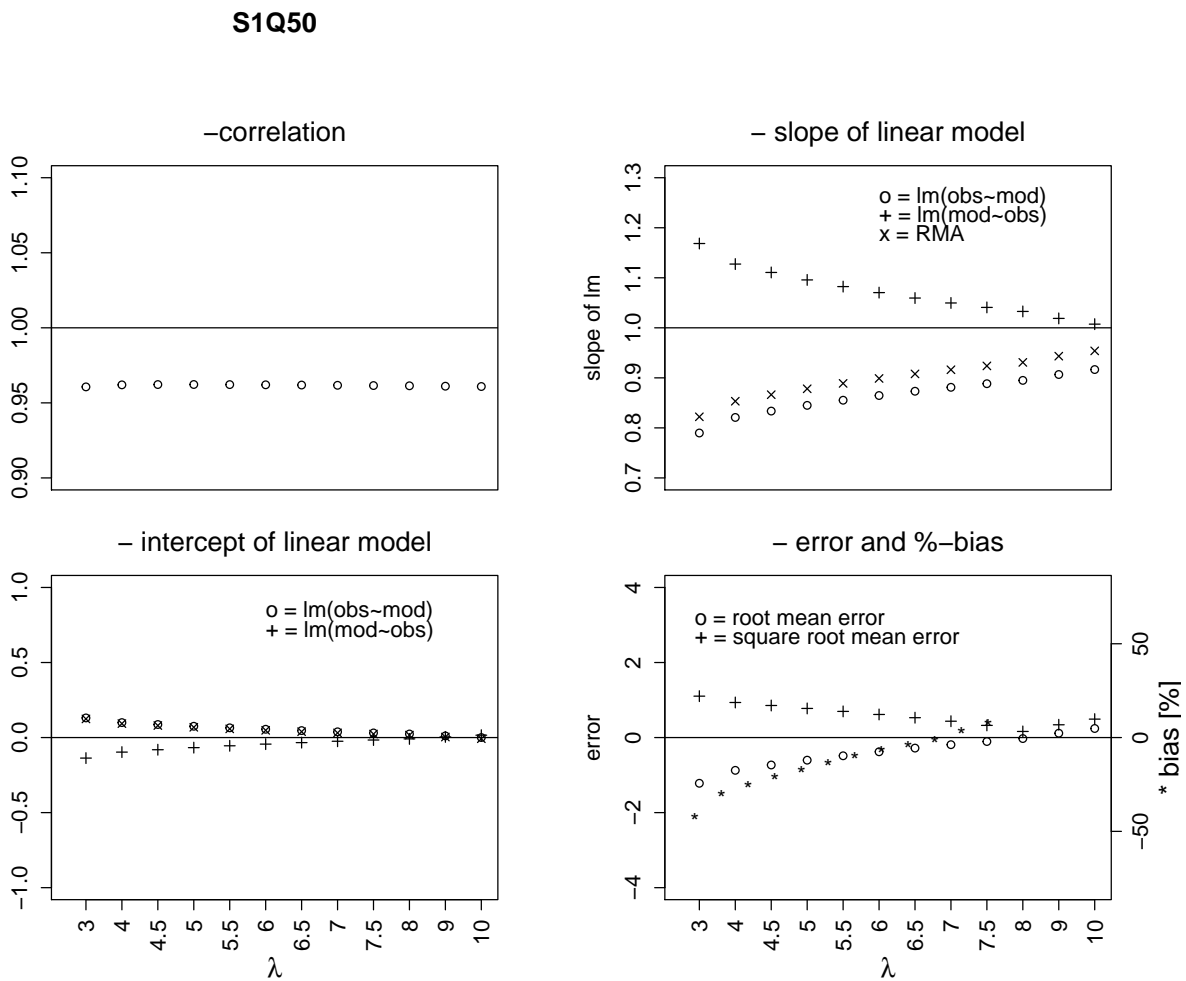 S1Q50
−correlation
1.10
1.05
1.00
0.95
0.90
− slope of linear model
o = lm(obs~mod)
+ = lm(mod~obs)
x = RMA
slope of lm
1.3
1.2
1.1
1.0
0.9
0.8
0.7
− intercept of linear model
o = lm(obs~mod)
+ = lm(mod~obs)
1.0
0.5
0.0
−0.5
−1.0
3 4 4.5 5 5.5 6 6.5 7 7.5 8 9 10
λ
− error and %−bias
o = root mean error
+ = square root mean error
error
4
2
0
−2
−4
50
0
−50
* bias [%]
3 4 4.5 5 5.5 6 6.5 7 7.5 8 9 10
λ